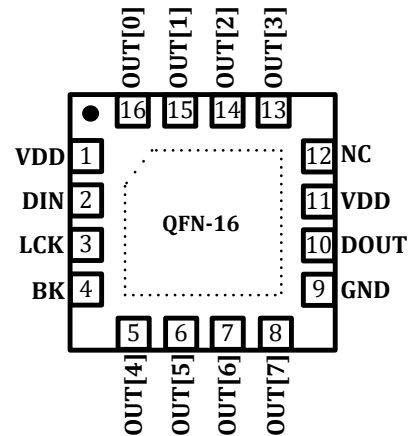 OUT[0]
OUT[1]
OUT[2]
OUT[3]
16 15 14 13
VDD 1
12 NC
DIN 2
11 VDD
QFN-16
LCK 3
10 DOUT
BK 4
9 GND
5 6 7 8
OUT[4]
OUT[5]
OUT[6]
OUT[7]